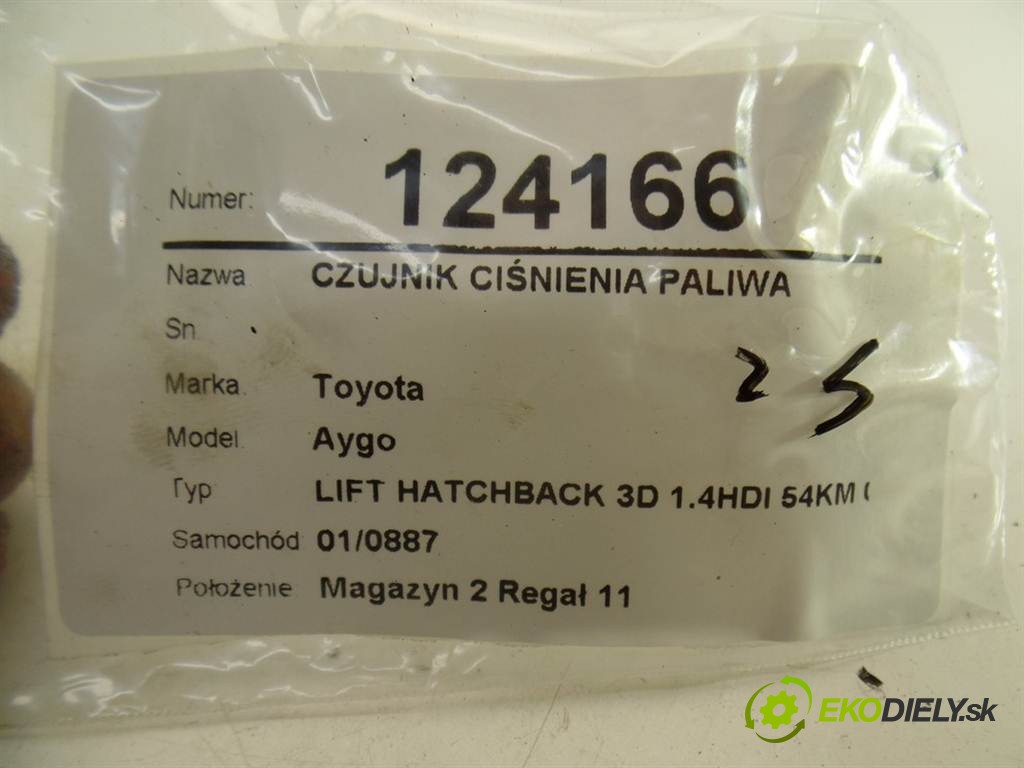 Numer: 124166
Nazwa CZUJNIK CIŚNIENIA PALIWA
Sn
Marka Toyota
2 5
Model Aygo
Typ LIFT HATCHBACK 3D 1.4HDI 54KM
Samochód 01/0887
Położenie Magazyn 2 Regał 11
EKODIELY.sk